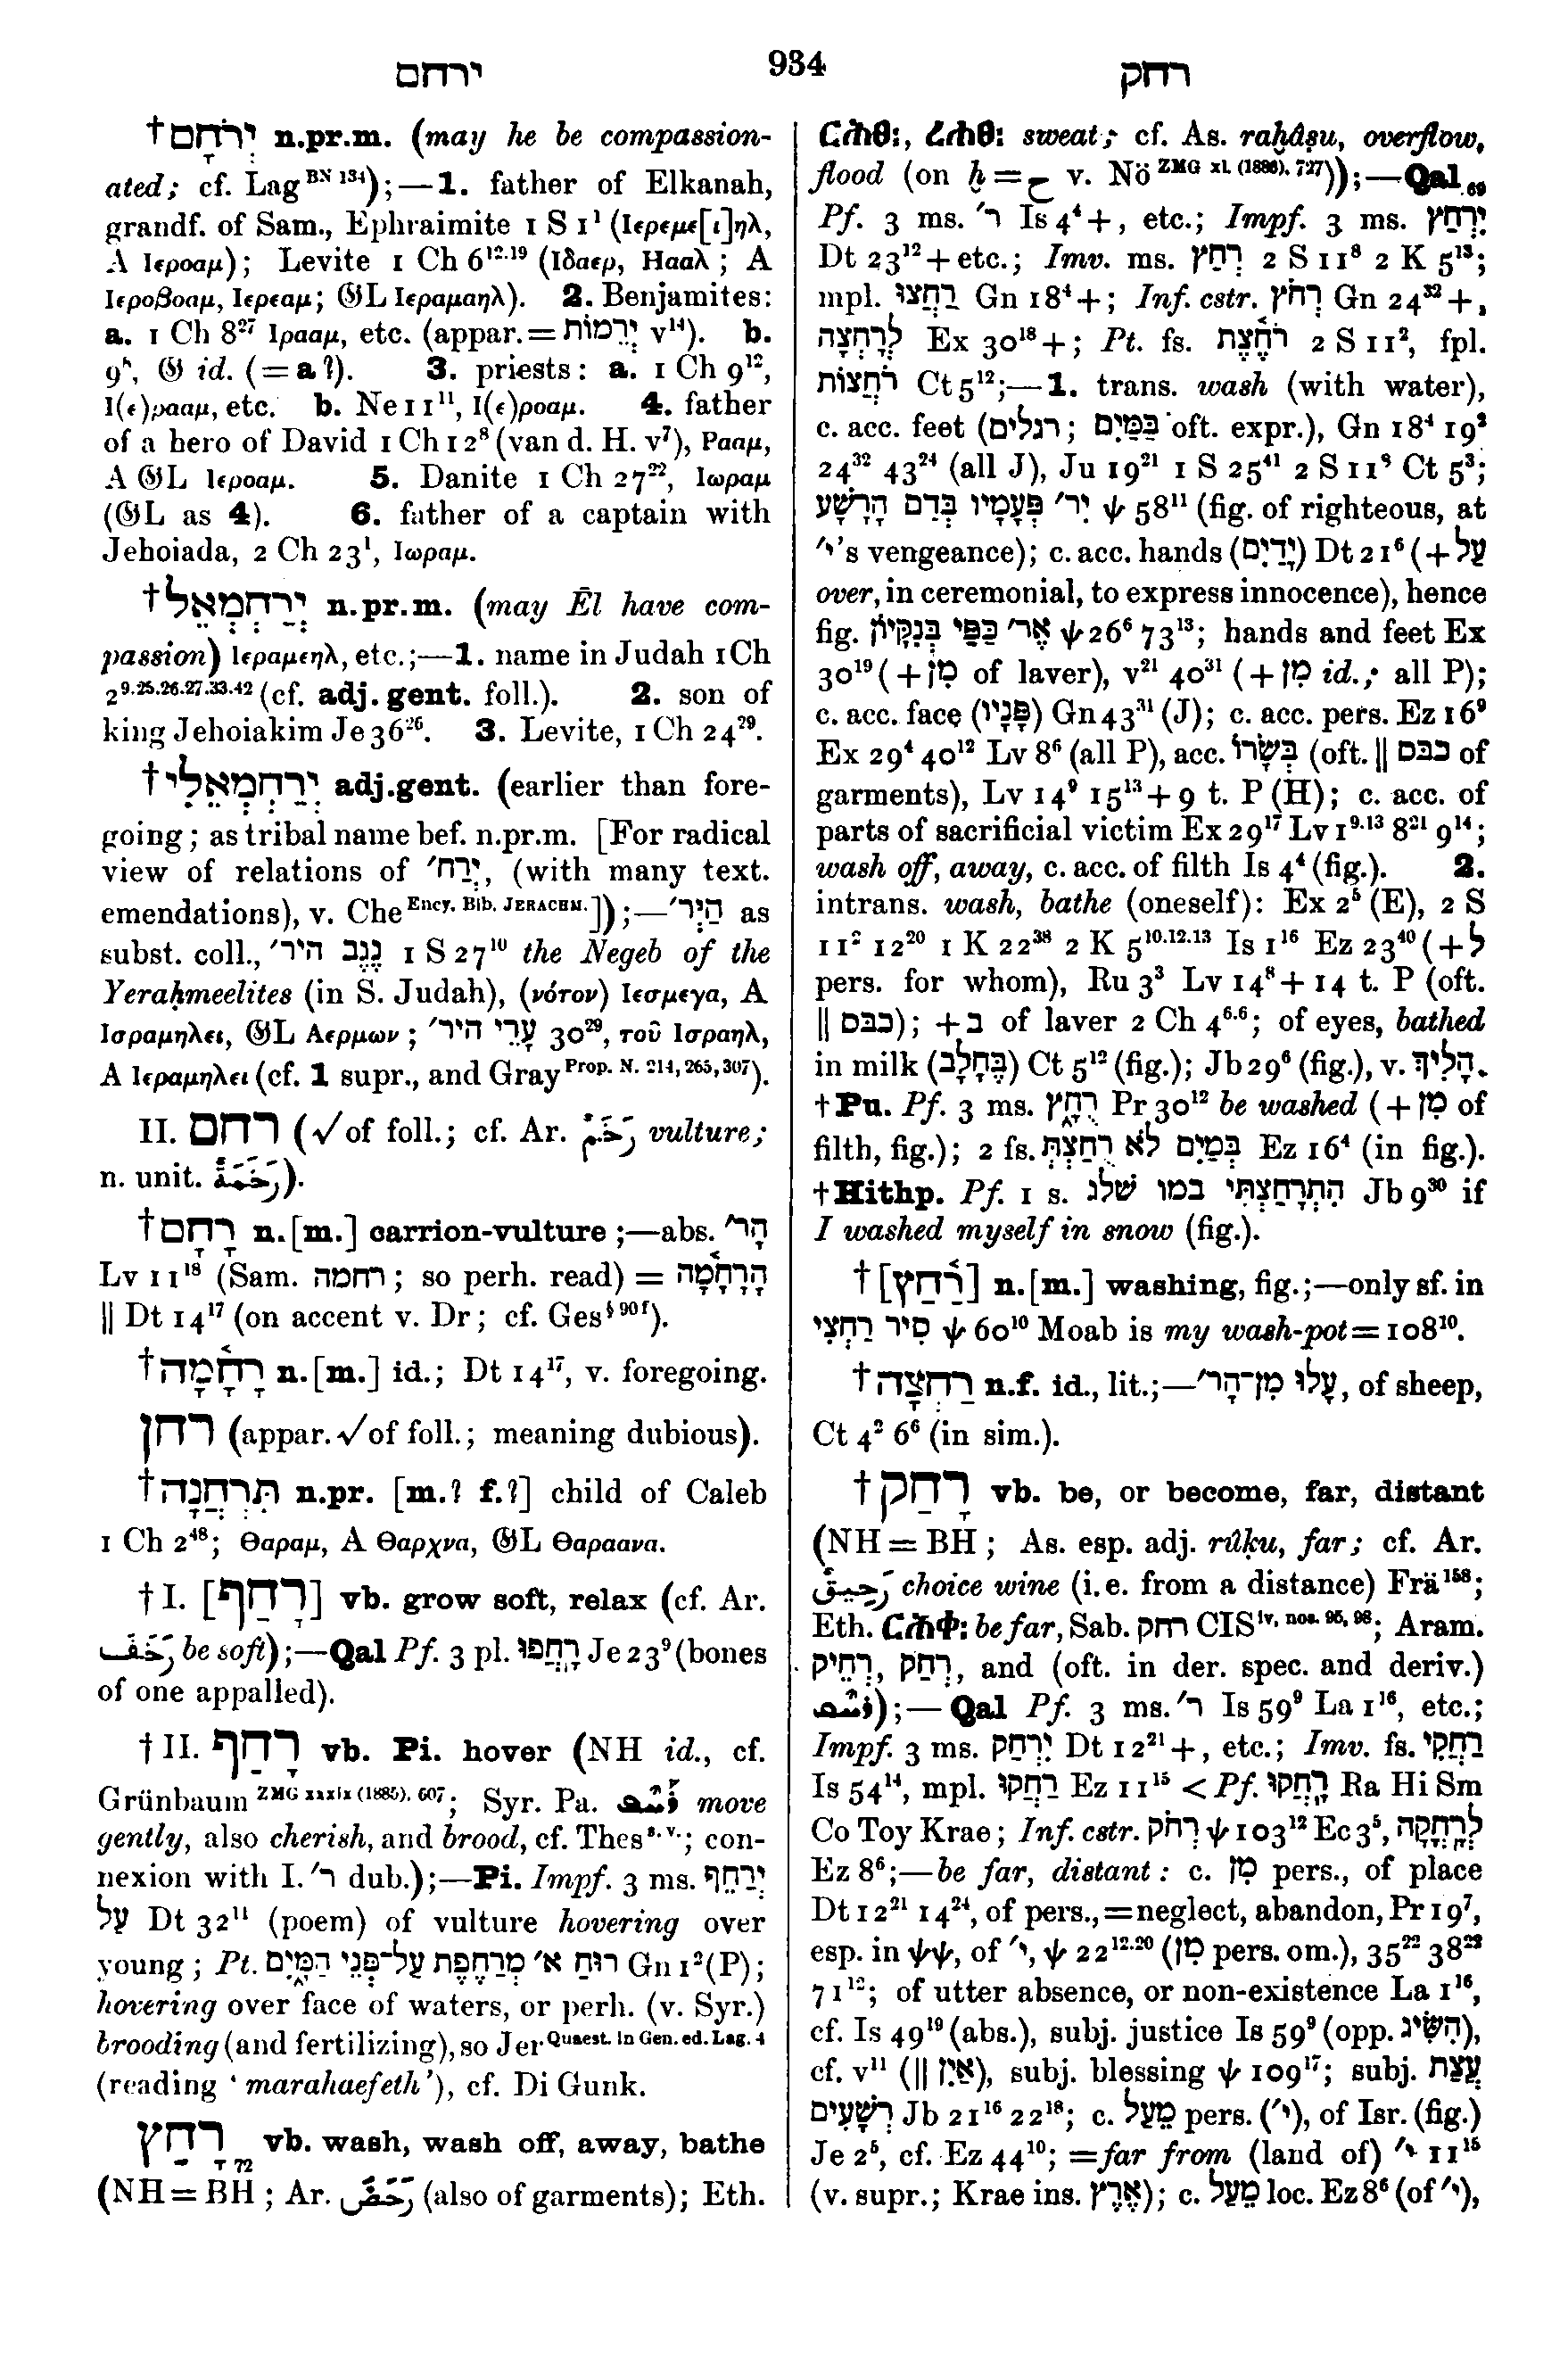 ירחם
934
רחק
†יְרֹחָם n.pr.m. (may he be compassion-
ated; cf. Lag BN 134);—1. father of Elkanah,
grandf. of Sam., Ephraimite 1 S 1¹ (Ιερεμε[ι]ηλ,
A Ιεροαμ); Levite 1 Ch 6¹²·¹⁹ (Ιδαερ, Ηααλ; A
Ιεροβοαμ, Ιερεαμ; 𝔊L Ιεραμαηλ). 2. Benjamites:
a. 1 Ch 8²⁷ Ιρααμ, etc. (appar. = יְרֵמוֹת v¹⁴). b.
9⁸, 𝔊 id. (= a?). 3. priests: a. 1 Ch 9¹²,
Ι(ε)ρααμ, etc. b. Ne 11¹¹, Ι(ε)ροαμ. 4. father
of a hero of David 1 Ch 12⁸ (van d. H. v⁷), Ρααμ,
A 𝔊L Ιεροαμ. 5. Danite 1 Ch 27²², Ιωραμ
(𝔊L as 4). 6. father of a captain with
Jehoiada, 2 Ch 23¹, Ιωραμ.
†יְרַחְמְאֵל n.pr.m. (may Ēl have com-
passion) Ιεραμεηλ, etc.;—1. name in Judah 1 Ch
2⁹·²⁵·²⁶·²⁷·³³·⁴² (cf. adj. gent. foll.). 2. son of
king Jehoiakim Je 36²⁶. 3. Levite, 1 Ch 24²⁹.
†יְרַחְמְאֵלִי adj.gent. (earlier than fore-
going; as tribal name bef. n.pr.m. [For radical
view of relations of יְרַח׳, (with many text.
emendations), v. Che Ency. Bib. JERACHM.]);—הַיְר׳ as
subst. coll., נֶגֶב היר׳ 1 S 27¹⁰ the Negeb of the
Yeraḥmeelites (in S. Judah), (νότον) Ιεσμεγα, A
Ισραμηλει, 𝔊L Αερμων; עָרֵי היר׳ 30²⁹, τοῦ Ισραηλ,
A Ιεραμηλει (cf. 1 supr., and Gray Prop. N. 214, 265, 307).
II. רחם (√of foll.; cf. Ar. رَخَمٌ vulture;
n. unit. رَخَمَةٌ).
†רָחָם n.[m.] carrion-vulture;—abs. הָר׳
Lv 11¹⁸ (Sam. רחמה; so perh. read) = הָרָחָ֫מָה
|| Dt 14¹⁷ (on accent v. Dr; cf. Ges § 90 f).
†רָחָ֫מָה n.[m.] id.; Dt 14¹⁷, v. foregoing.
רחן (appar. √of foll.; meaning dubious).
†תִּרְחֲנָה n.pr. [m.? f.?] child of Caleb
1 Ch 2⁴⁸; Θαραμ, A Θαρχνα, 𝔊L Θαραανα.
†I. [רָחַף] vb. grow soft, relax (cf. Ar.
رَخَفَ be soft);—Qal Pf. 3 pl. רָחֲפוּ Je 23⁹ (bones
of one appalled).
†II. רָחַף vb. Pi. hover (NH id., cf.
Grünbaum ZMG xxxix (1885), 607; Syr. Pa. ܪܰܚܶܦ move
gently, also cherish, and brood, cf. Thes s.v.; con-
nexion with I. ר׳ dub.);—Pi. Impf. 3 ms. יְרַחֵף
עַל Dt 32¹¹ (poem) of vulture hovering over
young; Pt. רוּחַ א׳ מְרַחֶפֶת עַל־פְּנֵי הַמָּ֑יִם Gn 1²(P);
hovering over face of waters, or perh. (v. Syr.)
brooding (and fertilizing), so Jer Quaest. in Gen. ed. Lag. 4
(reading ‘marahaefeth’), cf. Di Gunk.
רָחַץ 72 vb. wash, wash off, away, bathe
(NH = BH; Ar. رَحَضَ (also of garments); Eth.
ርሕፀ፡, ረሐፀ፡ sweat; cf. As. raḫâṣu, overflow,
flood (on ḫ = ح v. Nö ZMG xl. (1886), 727));—Qal 69
Pf. 3 ms. ר׳ Is 4⁴+, etc.; Impf. 3 ms. יִרְחַץ
Dt 23¹²+ etc.; Imv. ms. רְחַץ 2 S 11⁸ 2 K 5¹³;
mpl. רַחֲצוּ Gn 18⁴+; Inf. cstr. רְחֹץ Gn 24³²+,
לְרָחְצָה Ex 30¹⁸+; Pt. fs. רֹחֶ֫צֶת 2 S 11², fpl.
רֹחֲצוֹת Ct 5¹²;—1. trans. wash (with water),
c. acc. feet (רגלים; בַּמַּיִם oft. expr.), Gn 18⁴ 19²
24³² 43²⁴ (all J), Ju 19²¹ 1 S 25⁴¹ 2 S 11⁸ Ct 5³;
יִר׳ פְּעָמָיו בְּדַם הָרָשָׁע ψ 58¹¹ (fig. of righteous, at
י׳'s vengeance); c. acc. hands (יָדַיִם) Dt 21⁶ (+ עַל
over, in ceremonial, to express innocence), hence
fig. אֶר׳ כַּפַּי בְּנִקָּיוֹן ψ 26⁶ 73¹³; hands and feet Ex
30¹⁹ (+ מִן of laver), v²¹ 40³¹ (+ מִן id.; all P);
c. acc. face (פָּנָיו) Gn 43³¹ (J); c. acc. pers. Ez 16⁹
Ex 29⁴ 40¹² Lv 8⁶ (all P), acc. בְּשָׂרוֹ (oft. || כבּס of
garments), Lv 14⁹ 15¹³+ 9 t. P (H); c. acc. of
parts of sacrificial victim Ex 29¹⁷ Lv 1⁹·¹³ 8²¹ 9¹⁴;
wash off, away, c. acc. of filth Is 4⁴ (fig.). 2.
intrans. wash, bathe (oneself): Ex 2⁵ (E), 2 S
11² 12²⁰ 1 K 22³⁸ 2 K 5¹⁰·¹²·¹³ Is 1¹⁶ Ez 23⁴⁰ (+ לְ
pers. for whom), Ru 3³ Lv 14⁸+ 14 t. P (oft.
|| כבּס); + ב of laver 2 Ch 4⁶·⁶; of eyes, bathed
in milk (בֶּחָלָב) Ct 5¹² (fig.); Jb 29⁶ (fig.), v. הָלִיךְ.
†Pu. Pf. 3 ms. רֻחָ֑ץ Pr 30¹² be washed (+ מִן of
filth, fig.); 2 fs. בְּמַיִם לֹא רֻחַצְתְּ Ez 16⁴ (in fig.).
†Hithp. Pf. 1 s. הִתְרָחַצְתִּי במו שלג Jb 9³⁰ if
I washed myself in snow (fig.).
†[רַ֫חַץ] n.[m.] washing, fig.;—only sf. in
סִיר רַחְצִי ψ 60¹⁰ Moab is my wash-pot = 108¹⁰.
†רַחְצָה n.f. id., lit.;—עָלוּ מִן־הָר׳, of sheep,
Ct 4² 6⁶ (in sim.).
†רָחַק vb. be, or become, far, distant
(NH = BH; As. esp. adj. rûḳu, far; cf. Ar.
رَحِيقٌ choice wine (i.e. from a distance) Frä¹⁵⁸;
Eth. ርሕቀ፡ be far, Sab. רחק CIS iv, nos. 95, 98; Aram.
רְחֵיק, רְחַק, and (oft. in der. spec. and deriv.)
ܪܚܶܩ);—Qal Pf. 3 ms. ר׳ Is 59⁹ La 1¹⁶, etc.;
Impf. 3 ms. יִרְחַק Dt 12²¹+, etc.; Imv. fs. רַחֲקִי
Is 54¹⁴, mpl. רַחֲקוּ Ez 11¹⁵ < Pf. רָחֲקוּ Ra Hi Sm
Co Toy Krae; Inf. cstr. רְחֹק ψ 103¹² Ec 3⁵, לְרָחֳקָה
Ez 8⁶;—be far, distant: c. מִן pers., of place
Dt 12²¹ 14²⁴, of pers., = neglect, abandon, Pr 19⁷,
esp. in ψψ, of י׳, ψ 22¹²·²⁰ (מִן pers. om.), 35²² 38²²
71¹²; of utter absence, or non-existence La 1¹⁶,
cf. Is 49¹⁹ (abs.), subj. justice Is 59⁹ (opp. הִשִּׂיג),
cf. v¹¹ (|| אַיִן), subj. blessing ψ 109¹⁷; subj. עֲצַת
רְשָׁעִים Jb 21¹⁶ 22¹⁸; c. מֵעַל pers. (י׳), of Isr. (fig.)
Je 2⁵, cf. Ez 44¹⁰; = far from (land of) י׳ 11¹⁵
(v. supr.; Krae ins. אֶרֶץ); c. מֵעַל loc. Ez 8⁶ (of י׳),